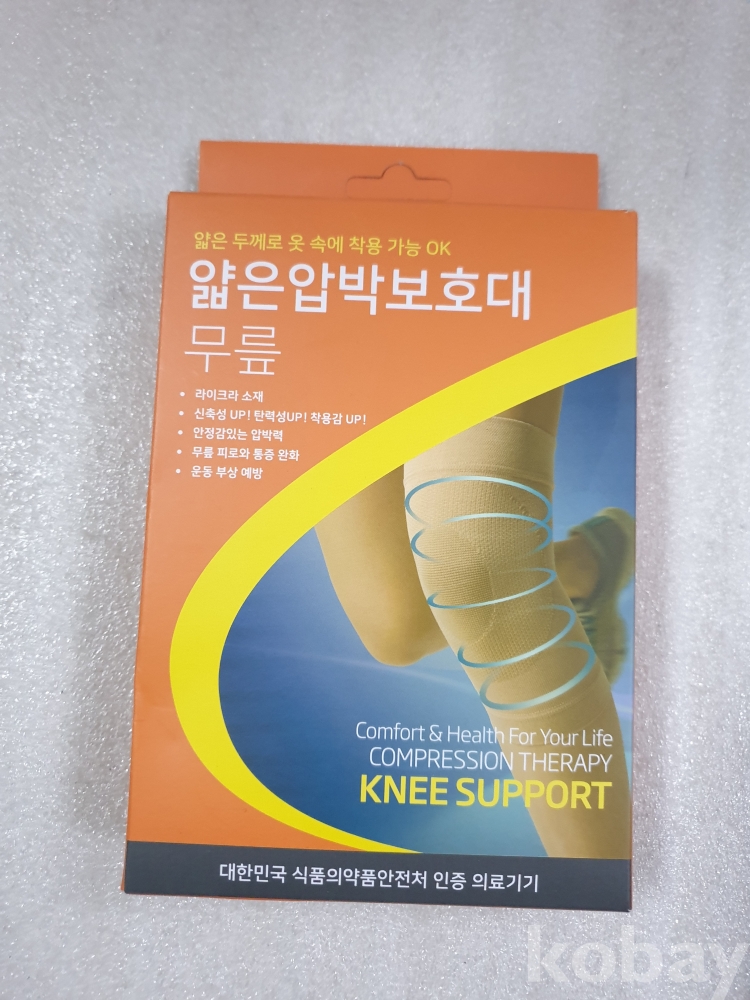 얇은 두께로 옷 속에 착용 가능 OK
얇은압박보호대
무릎
• 라이크라 소재
• 신축성 UP! 탄력성UP! 착용감 UP!
• 안정감있는 압박력
• 무릎 피로와 통증 완화
• 운동 부상 예방
Comfort & Health For Your Life
COMPRESSION THERAPY
KNEE SUPPORT
대한민국 식품의약품안전처 인증 의료기기
kobay